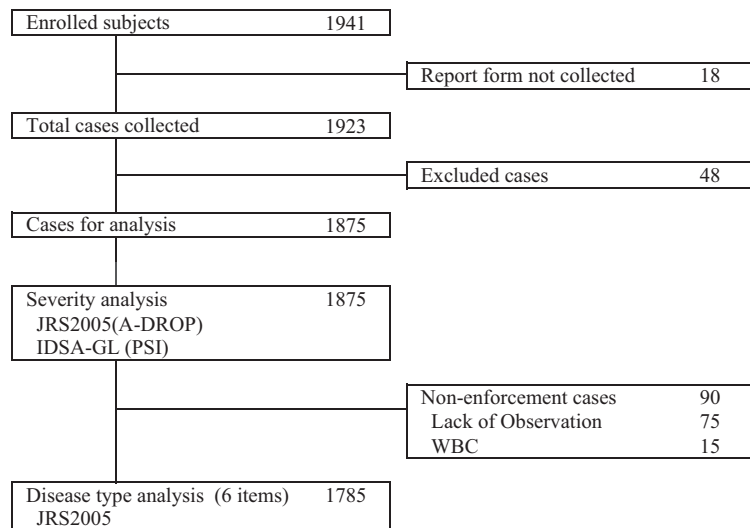 Enrolled subjects 1941
Report form not collected 18
Total cases collected 1923
Excluded cases 48
Cases for analysis 1875
Severity analysis 1875
JRS2005(A-DROP)
IDSA-GL (PSI)
Non-enforcement cases 90
Lack of Observation 75
WBC 15
Disease type analysis (6 items) 1785
JRS2005